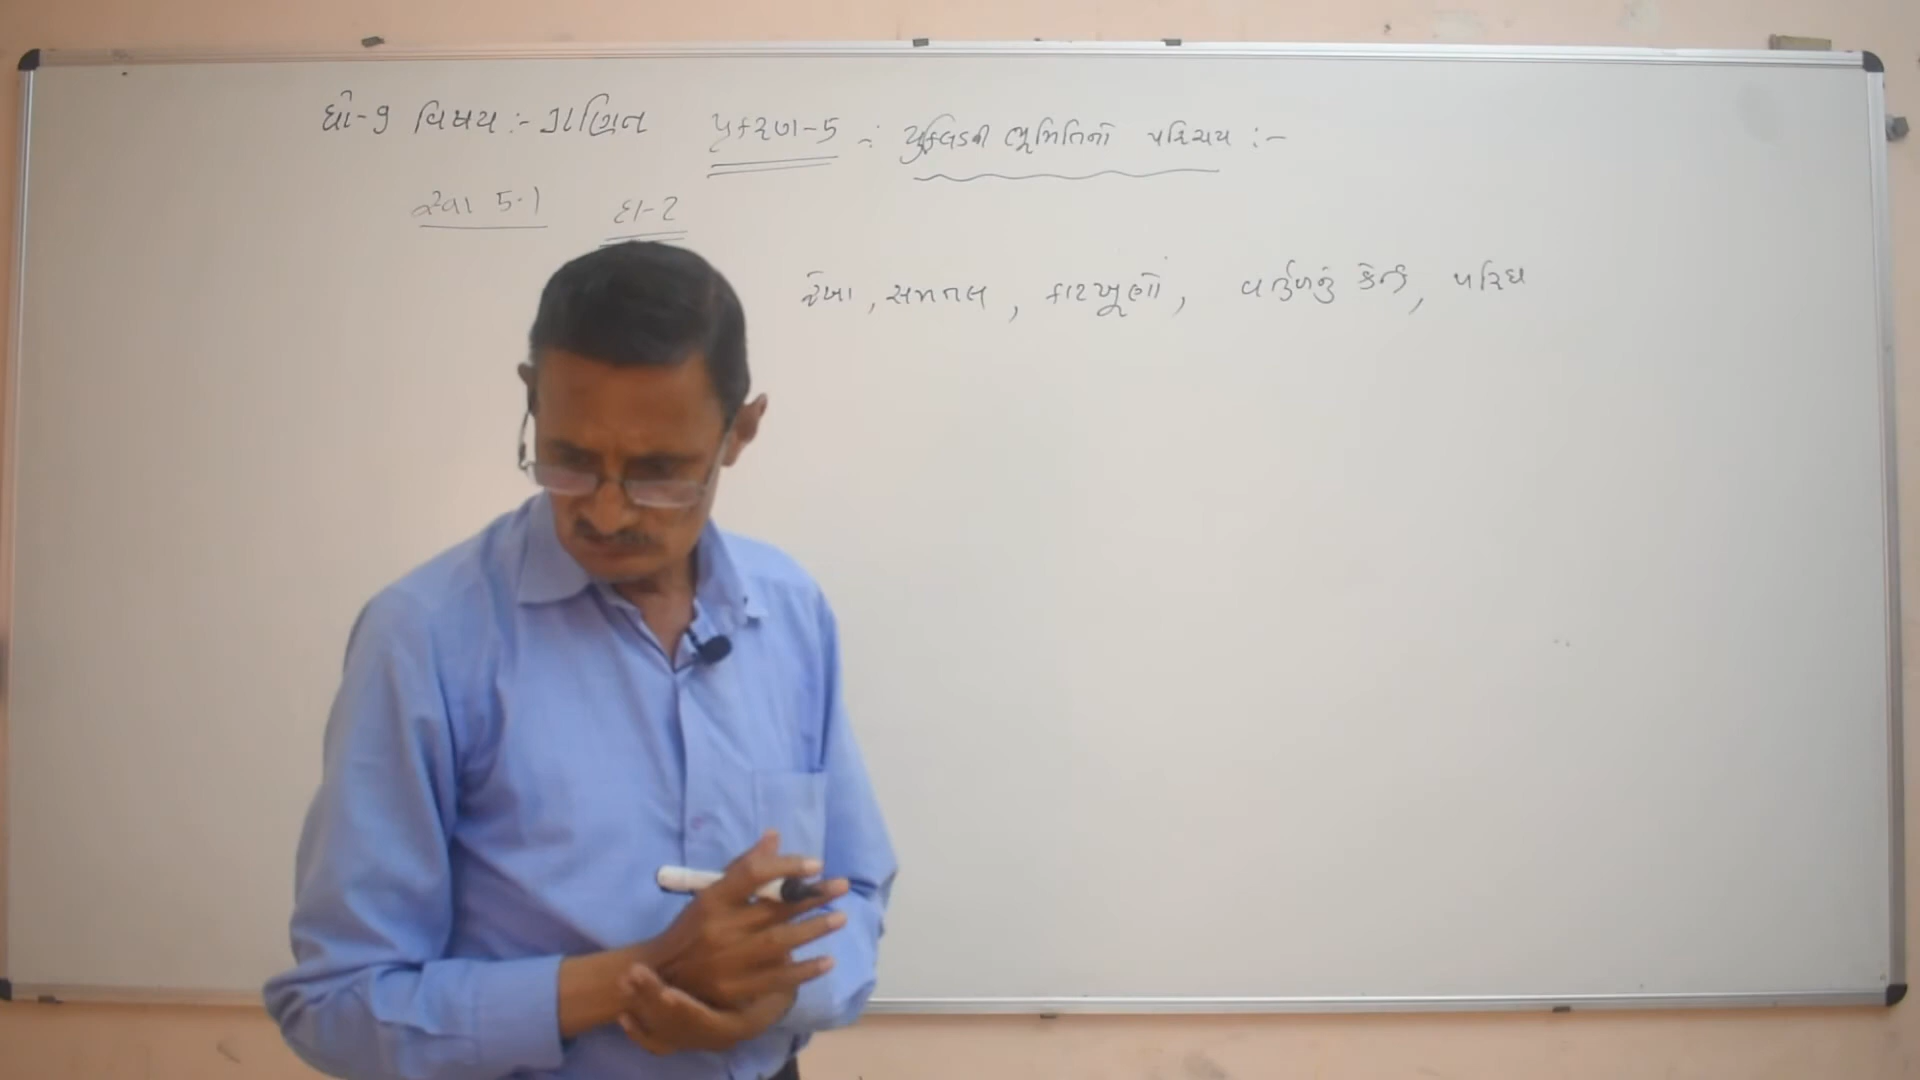 ધો-9 વિષય :- ગણિત પ્રકરણ-5 :- યુક્લિડની ભૂમિતિનો પરિચય :-
સ્વા 5.1 દા-2
રેખા , સમતલ , કાટખૂણો , વર્તુળનું કેન્દ્ર , પરિઘ